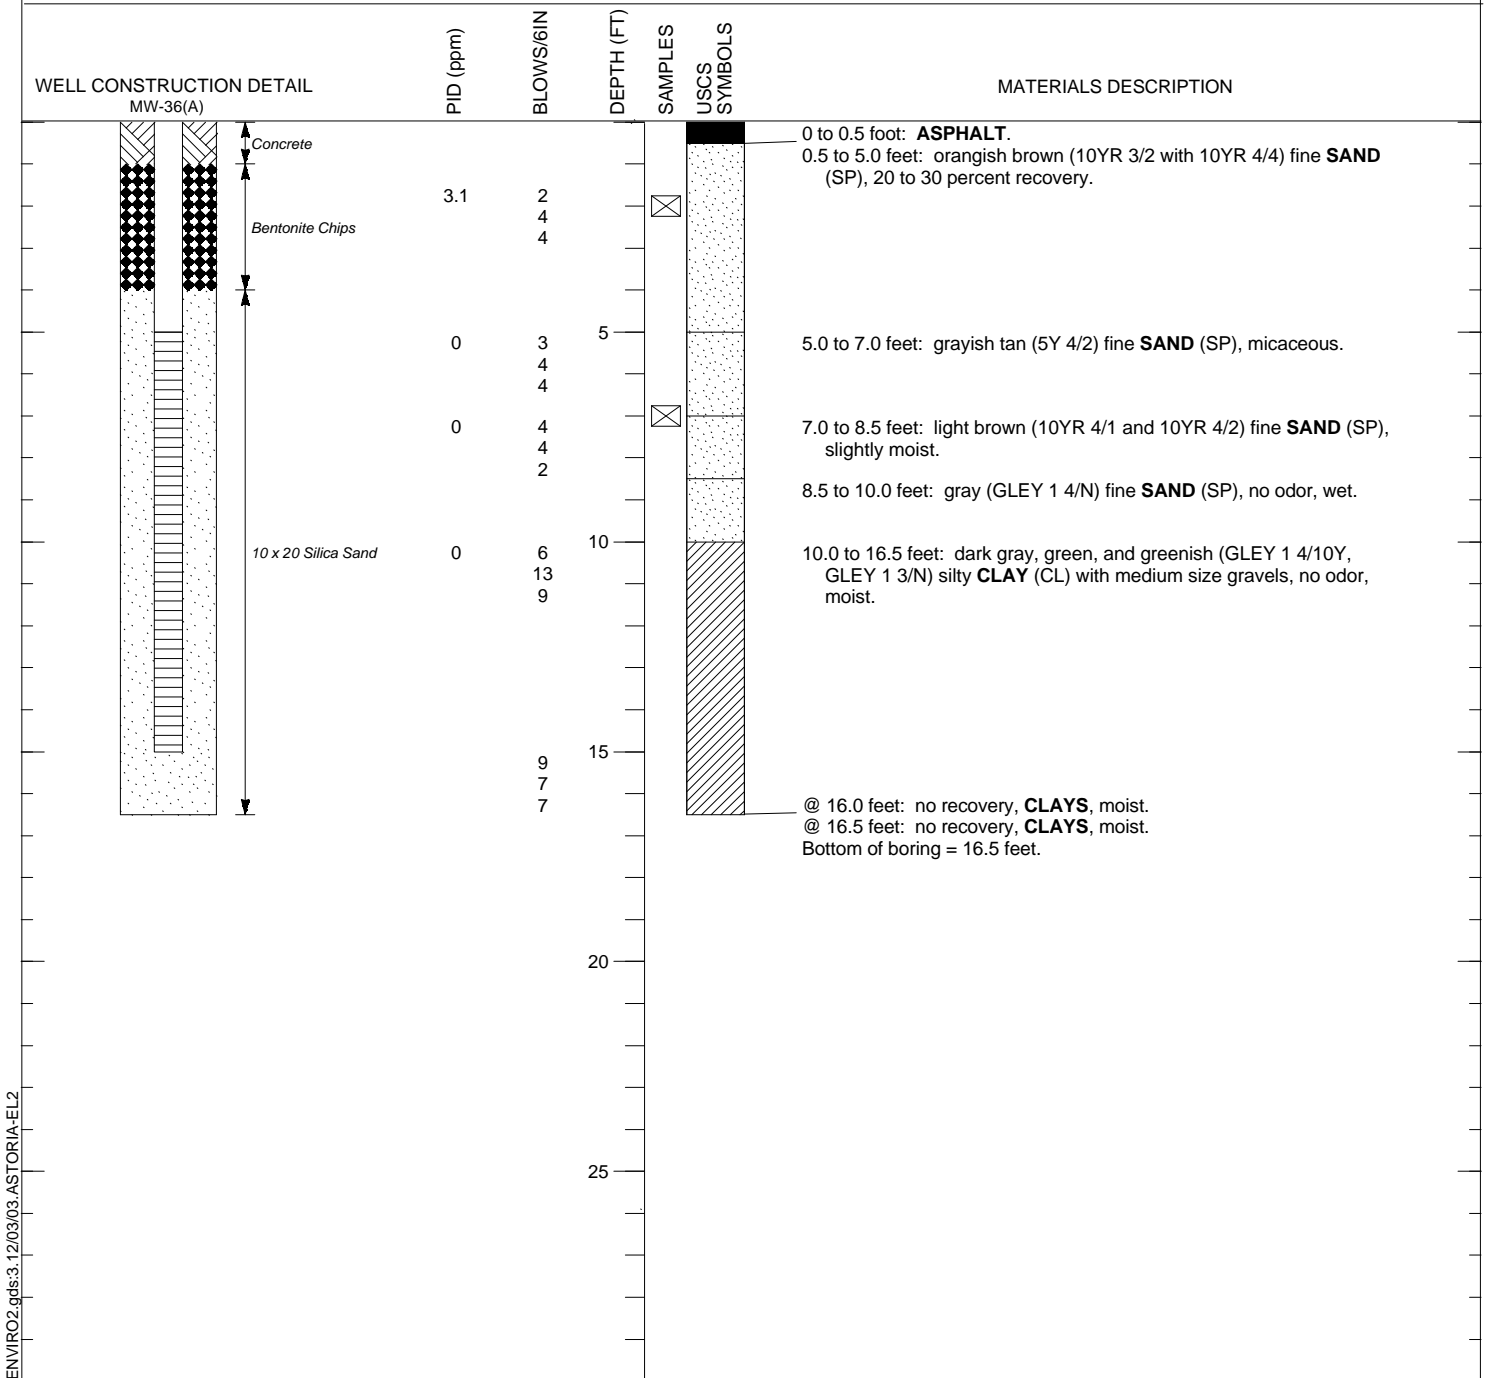 WELL CONSTRUCTION DETAIL
MW-36(A)
PID (ppm)
BLOWS/6IN
DEPTH (FT)
SAMPLES
USCS
SYMBOLS
MATERIALS DESCRIPTION
Concrete
0 to 0.5 foot: ASPHALT.
0.5 to 5.0 feet: orangish brown (10YR 3/2 with 10YR 4/4) fine SAND
(SP), 20 to 30 percent recovery.
3.1 2
4
Bentonite Chips
4
5
0 3
5.0 to 7.0 feet: grayish tan (5Y 4/2) fine SAND (SP), micaceous.
4
4
0 4
7.0 to 8.5 feet: light brown (10YR 4/1 and 10YR 4/2) fine SAND (SP),
4
slightly moist.
2
8.5 to 10.0 feet: gray (GLEY 1 4/N) fine SAND (SP), no odor, wet.
10
10 x 20 Silica Sand
0 6
10.0 to 16.5 feet: dark gray, green, and greenish (GLEY 1 4/10Y,
13
GLEY 1 3/N) silty CLAY (CL) with medium size gravels, no odor,
9
moist.
15
9
7
7
@ 16.0 feet: no recovery, CLAYS, moist.
@ 16.5 feet: no recovery, CLAYS, moist.
Bottom of boring = 16.5 feet.
20
25
ENVIRO2.gds:3.12/03/03.ASTORIA-EL2